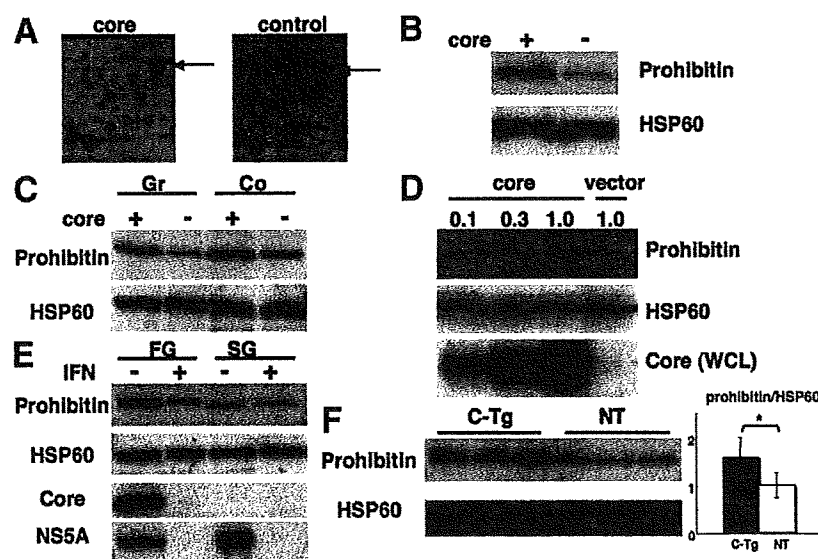 A
core
control
B
core + -
Prohibitin
HSP60
C
Gr Co
core + - + -
Prohibitin
HSP60
D
core vector
0.1 0.3 1.0 1.0
Prohibitin
HSP60
Core (WCL)
E
FG SG
IFN - + - +
Prohibitin
HSP60
Core
NS5A
F
C-Tg NT
Prohibitin
HSP60
prohibitin/HSP60
*
2
1
0
C-Tg NT